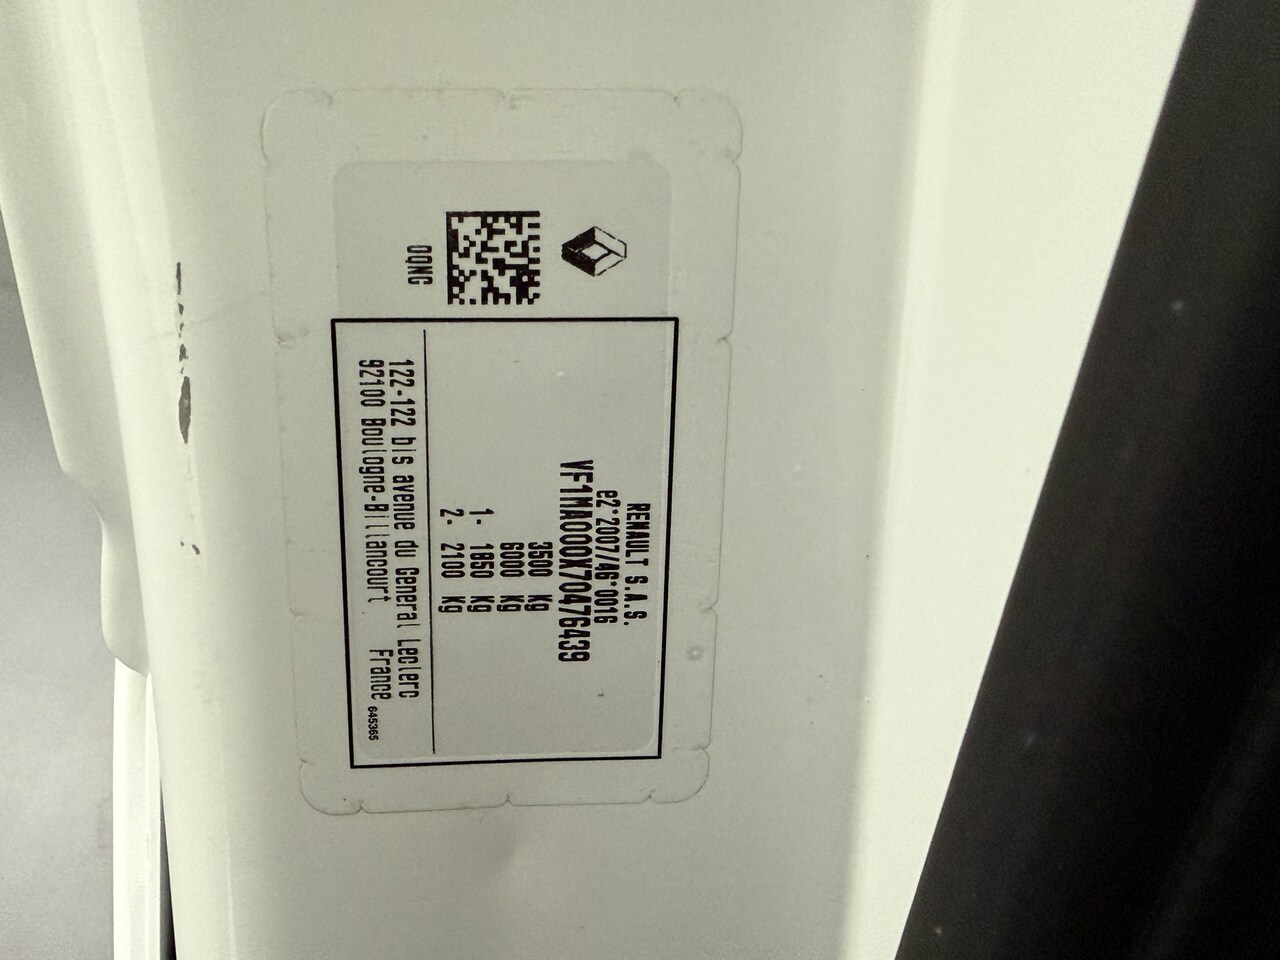 RENAULT S.A.S.
e2*2007/46*0016
VF1MA000X70476439
3500 Kg
6000 Kg
1- 1850 Kg
2- 2100 Kg
122-122 bis avenue du General Leclerc
92100 Boulogne-Billancourt France
645365
0QNC